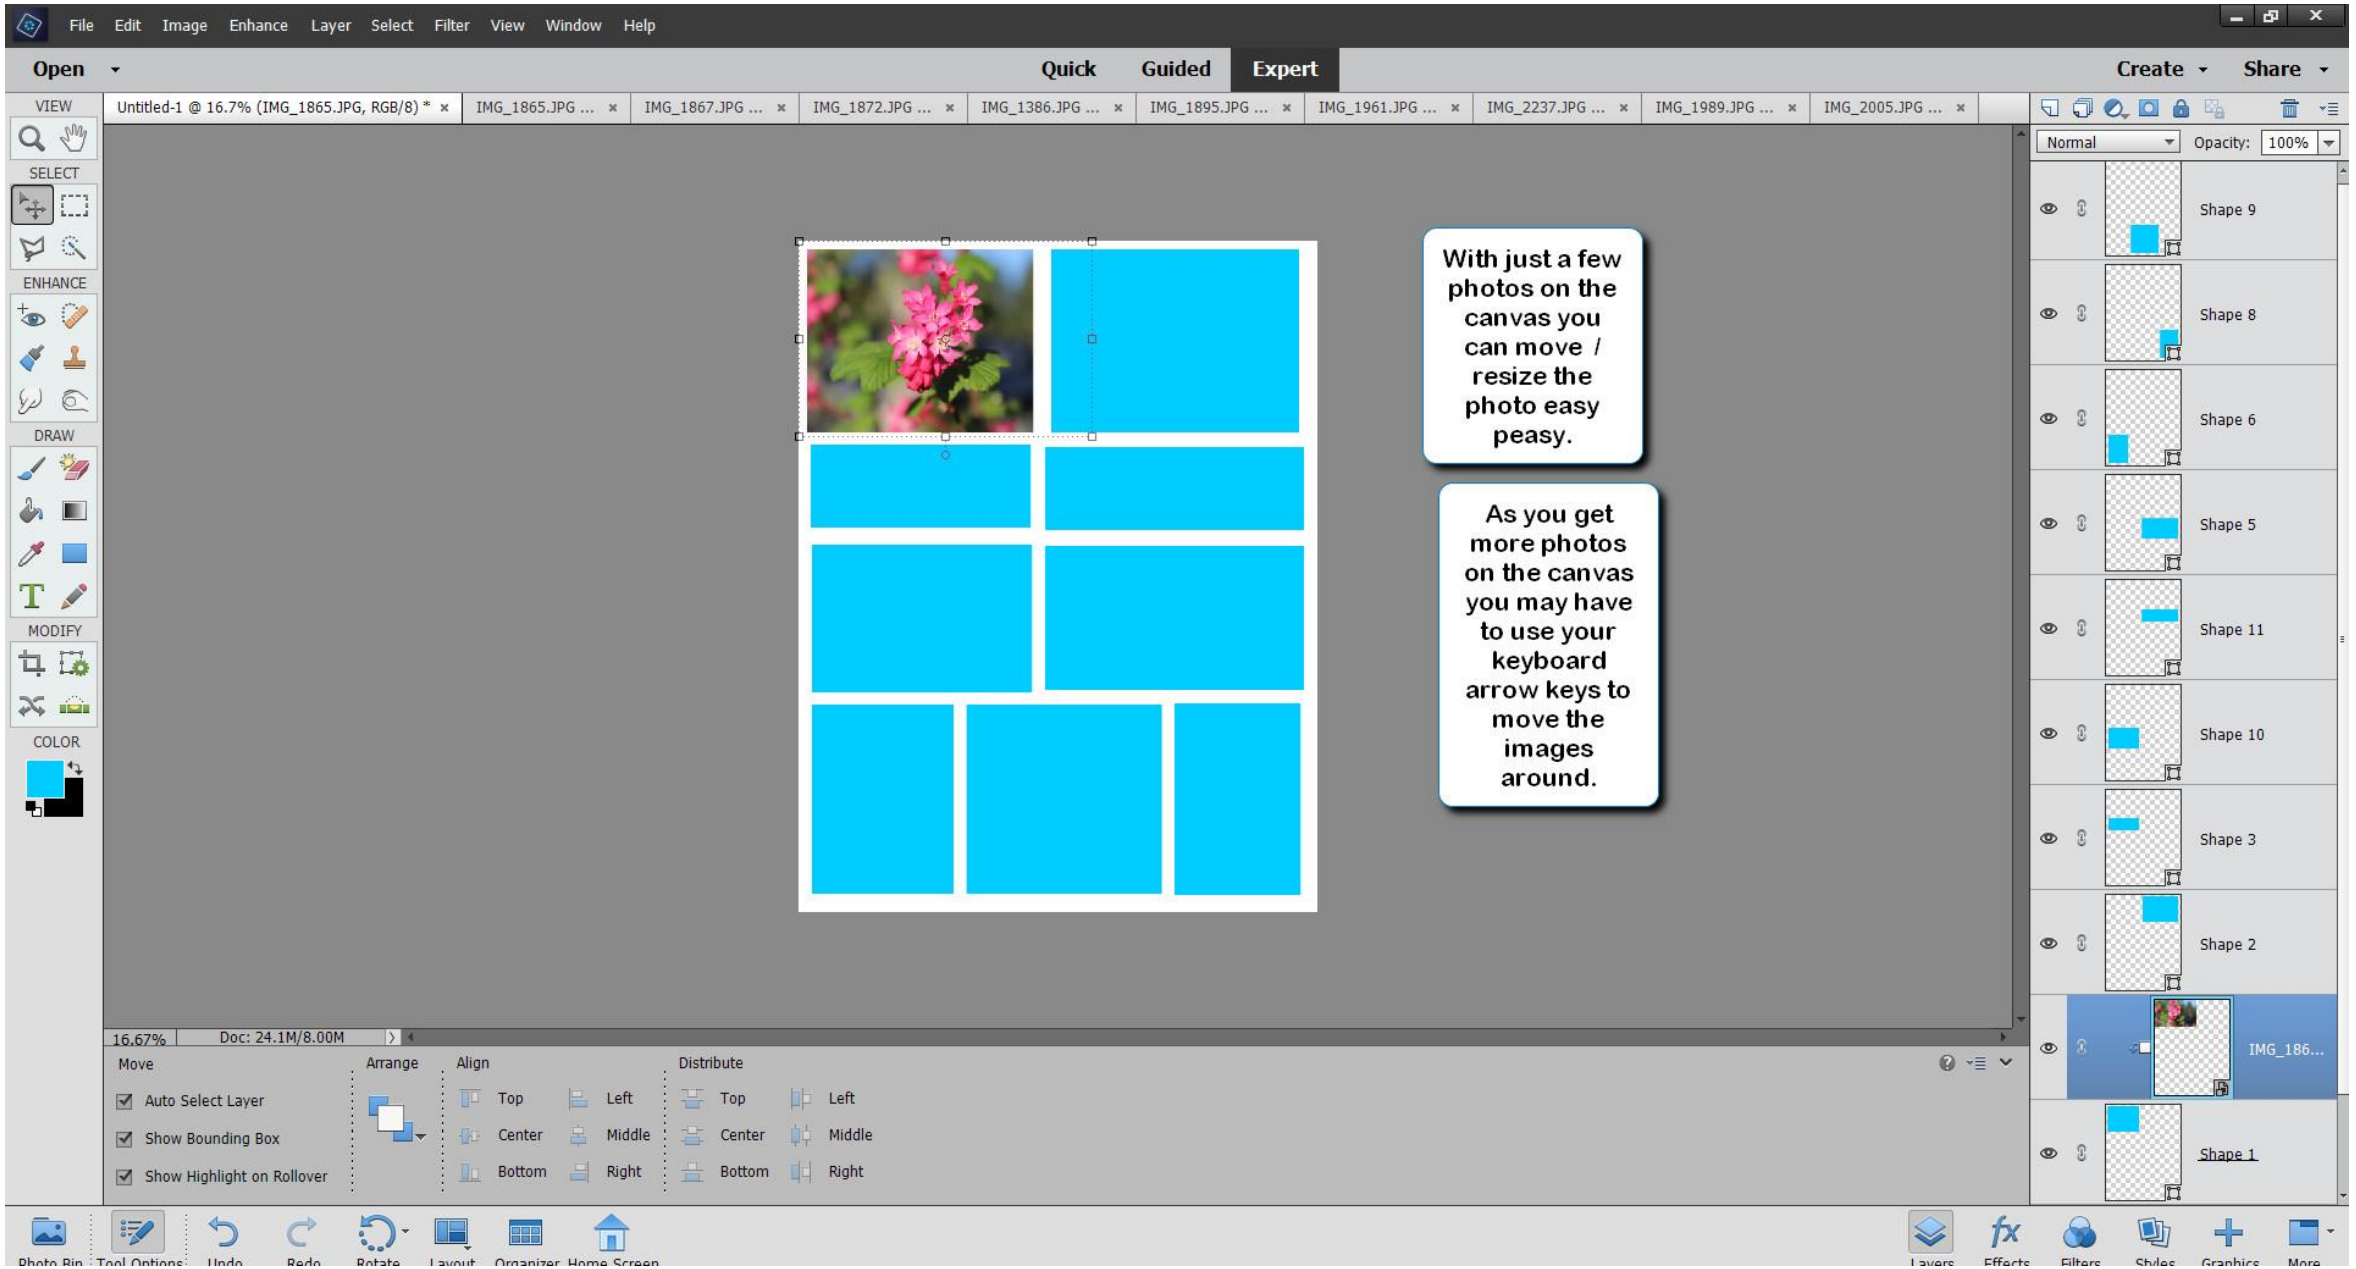 File Edit Image Enhance Layer Select Filter View Window Help
Open Quick Guided Expert Create Share
VIEW
Untitled-1 @ 16.7% (IMG_1865.JPG, RGB/8) * × IMG_1865.JPG ... × IMG_1867.JPG ... × IMG_1872.JPG ... × IMG_1386.JPG ... × IMG_1895.JPG ... × IMG_1961.JPG ... × IMG_2237.JPG ... × IMG_1989.JPG ... × IMG_2005.JPG ... ×
Normal Opacity: 100%
SELECT
ENHANCE
DRAW
T
MODIFY
COLOR
With just a few
photos on the
canvas you
can move /
resize the
photo easy
peasy.
As you get
more photos
on the canvas
you may have
to use your
keyboard
arrow keys to
move the
images
around.
Shape 9
Shape 8
Shape 6
Shape 5
Shape 11
Shape 10
Shape 3
Shape 2
IMG_186...
Shape 1
16.67% Doc: 24.1M/8.00M
Move Arrange Align Distribute
Auto Select Layer Top Left Top Left
Show Bounding Box Center Middle Center Middle
Show Highlight on Rollover Bottom Right Bottom Right
fx
Photo Bin Tool Options Undo Redo Rotate Layout Organizer Home Screen Layers Effects Filters Styles Graphics More